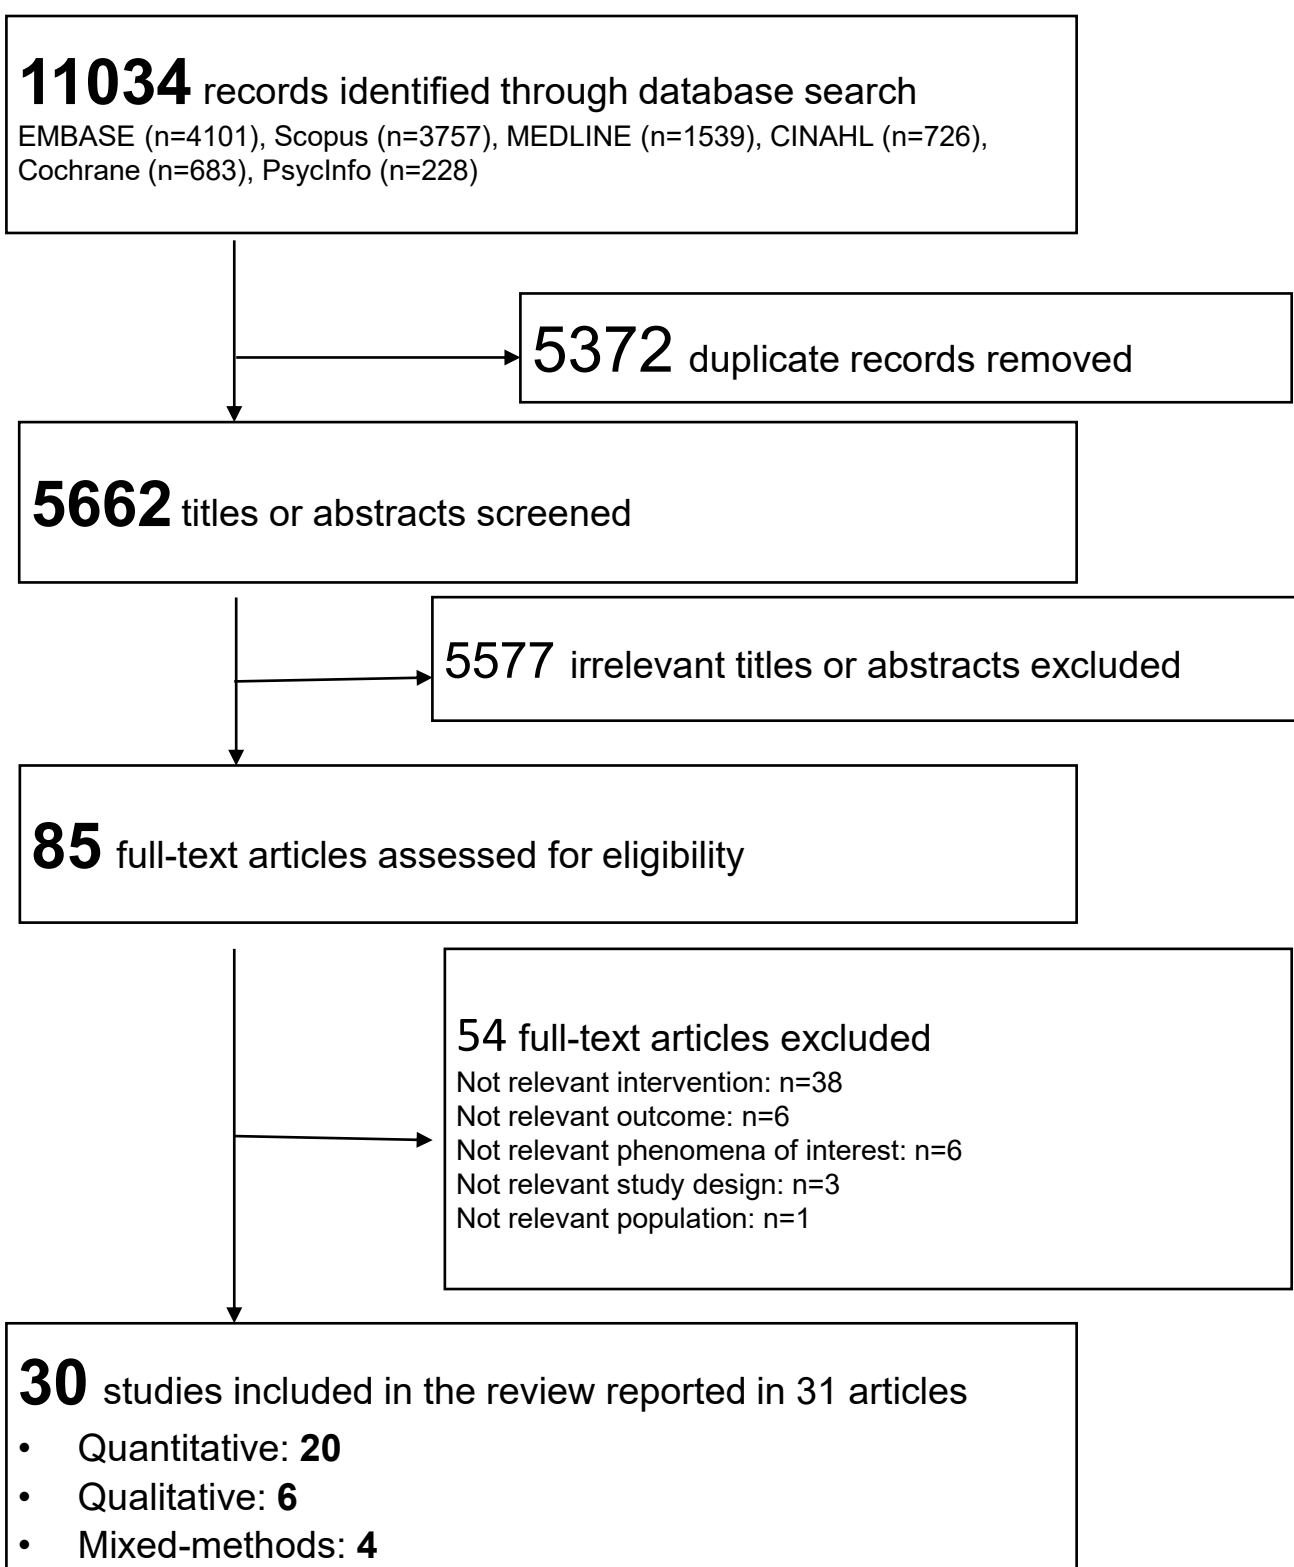 11034 records identified through database search
EMBASE (n=4101), Scopus (n=3757), MEDLINE (n=1539), CINAHL (n=726),
Cochrane (n=683), PsycInfo (n=228)
5372 duplicate records removed
5662 titles or abstracts screened
5577 irrelevant titles or abstracts excluded
85 full-text articles assessed for eligibility
54 full-text articles excluded
Not relevant intervention: n=38
Not relevant outcome: n=6
Not relevant phenomena of interest: n=6
Not relevant study design: n=3
Not relevant population: n=1
30 studies included in the review reported in 31 articles
• Quantitative: 20
• Qualitative: 6
• Mixed-methods: 4